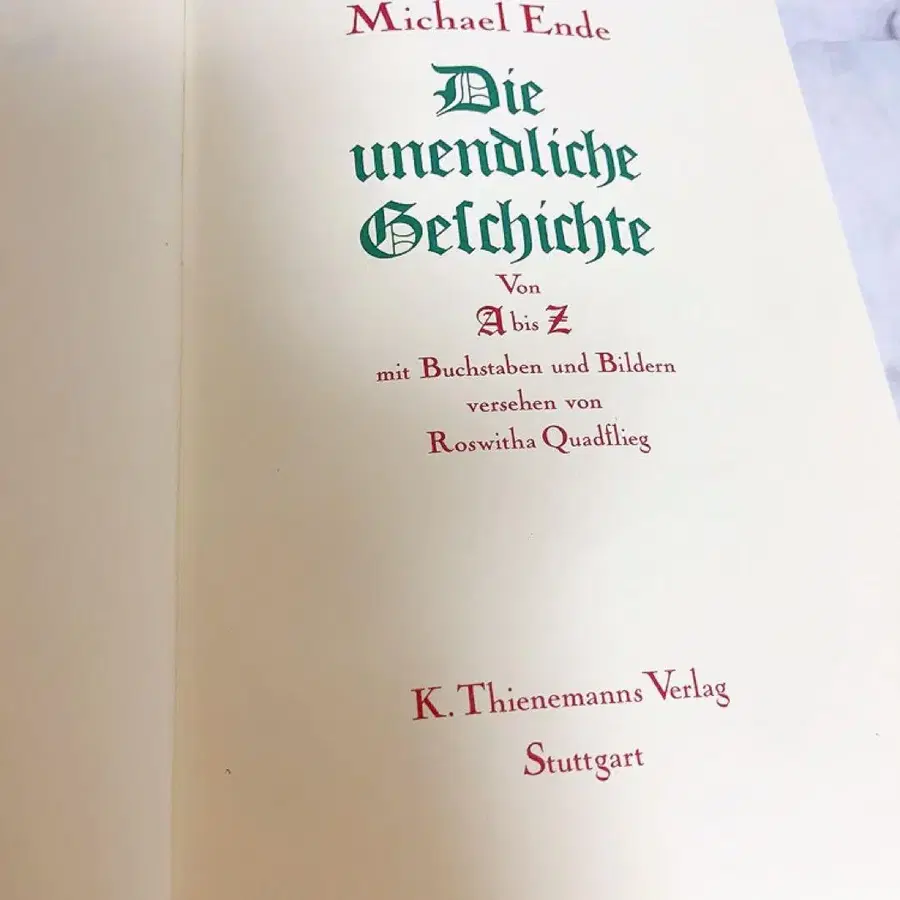 Michael Ende
Die
unendliche
Geſchichte
Von
A bis Z
mit Buchstaben und Bildern
versehen von
Roswitha Quadflieg
K. Thienemanns Verlag
Stuttgart